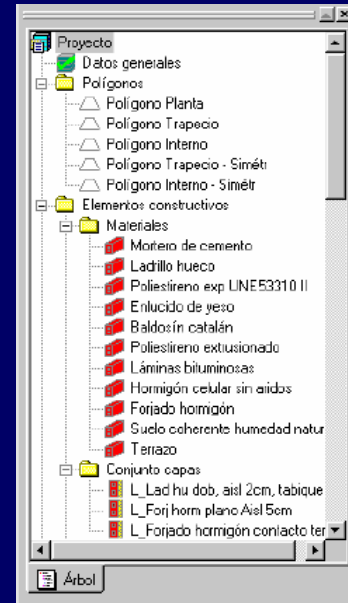 Proyecto
Datos generales
Polígonos
Polígono Planta
Polígono Trapecio
Polígono Interno
Polígono Trapecio - Simétr
Polígono Interno - Simétr
Elementos constructivos
Materiales
Mortero de cemento
Ladrillo hueco
Poliestireno exp UNE53310 II
Enlucido de yeso
Baldosín catalán
Poliestireno extrusionado
Láminas bituminosas
Hormigón celular sin aridos
Forjado hormigón
Suelo coherente humedad natur
Terrazo
Conjunto capas
L_Lad hu dob, aisl 2cm, tabique
L_Forj horm plano Aisl 5cm
L_Forjado hormigón contacto ter
Árbol